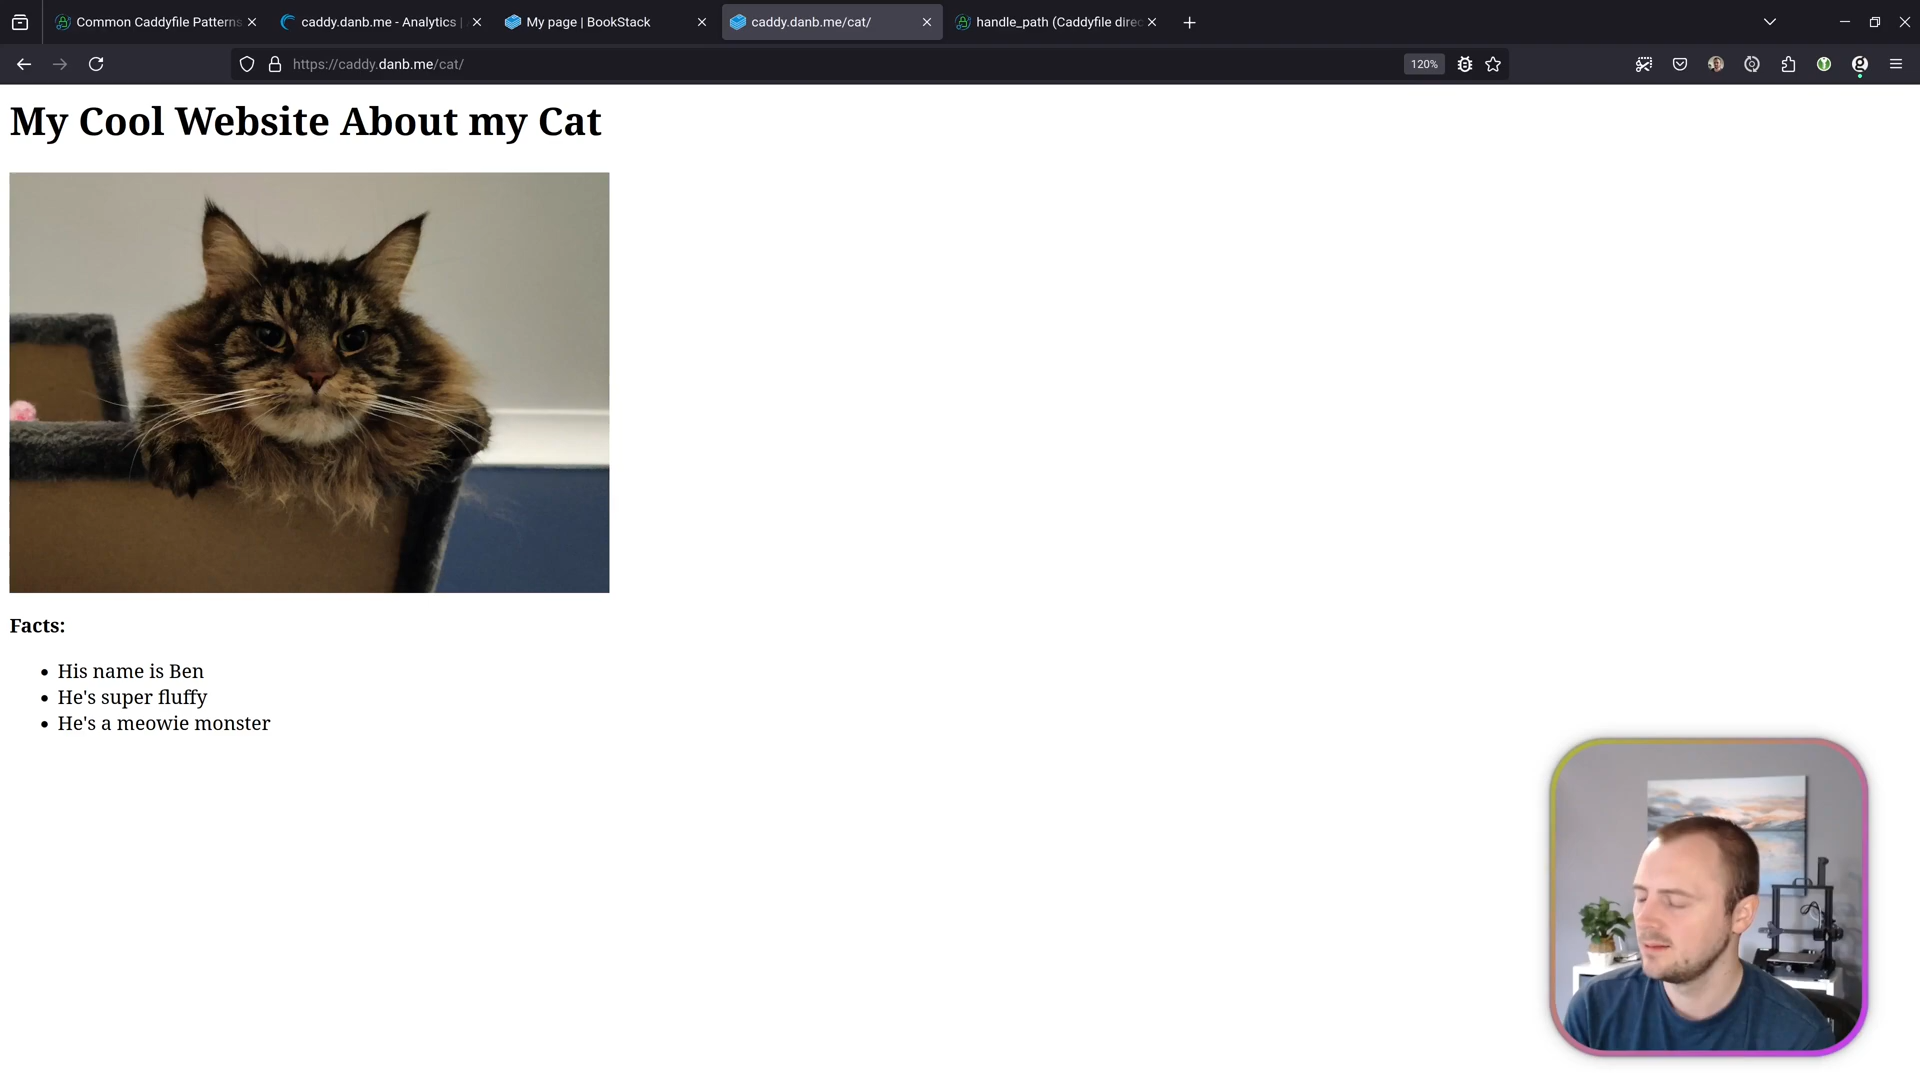 Common Caddyfile Patterns
caddy.danb.me - Analytics |
My page | BookStack
caddy.danb.me/cat/
handle_path (Caddyfile direc
https://caddy.danb.me/cat/
120%
My Cool Website About my Cat
Facts:
His name is Ben
He's super fluffy
He's a meowie monster